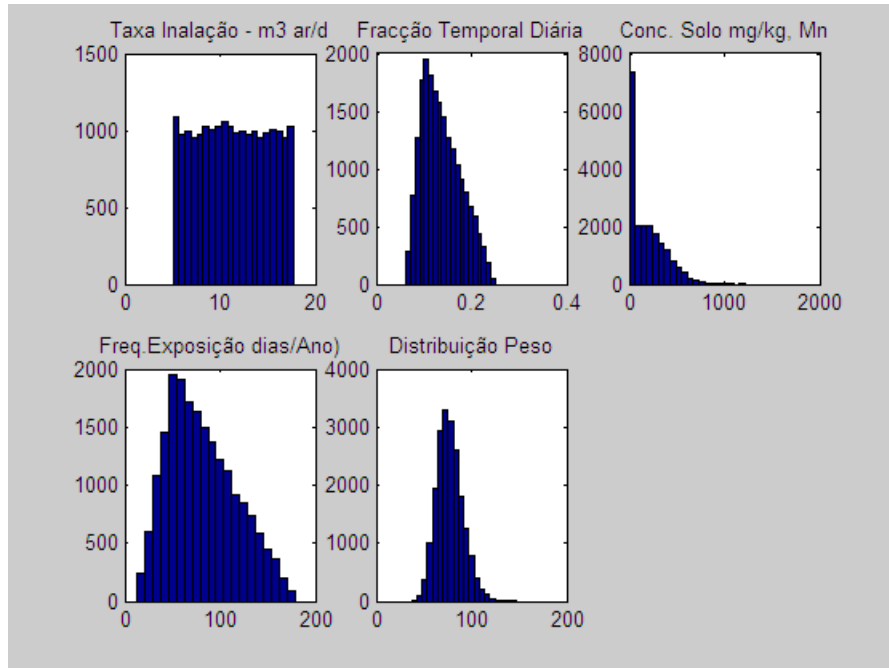 Taxa Inalação - m3 ar/d
1500
1000
500
0
0 10 20
Fracção Temporal Diária
2000
1500
1000
500
0
0 0.2 0.4
Conc. Solo mg/kg, Mn
8000
6000
4000
2000
0
0 1000 2000
Freq.Exposição dias/Ano)
2000
1500
1000
500
0
0 100 200
Distribuição Peso
4000
3000
2000
1000
0
0 100 200